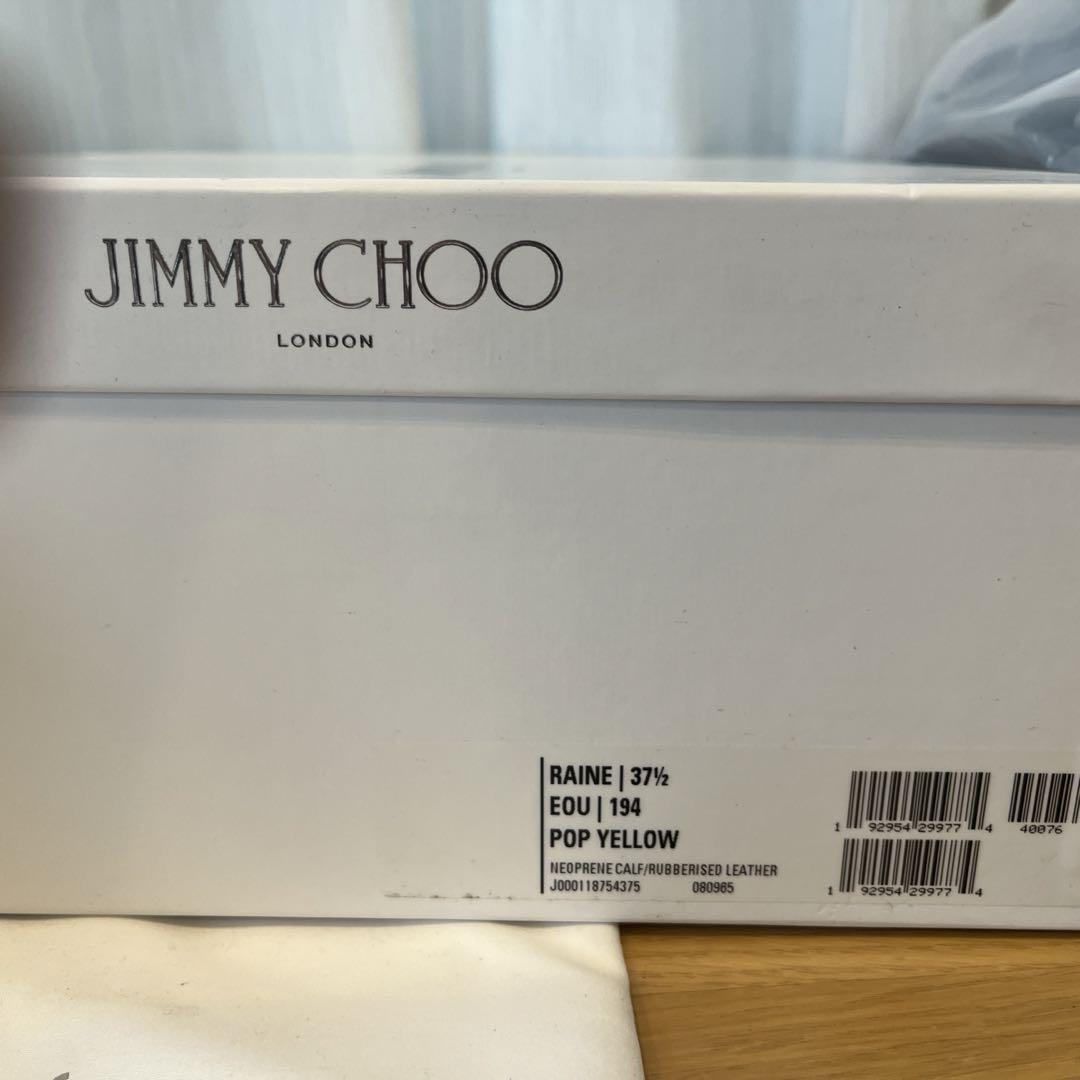 JIMMY CHOO
LONDON
RAINE | 37½
EOU | 194
POP YELLOW
NEOPRENE CALF/RUBBERISED LEATHER
J000118754375 080965
1 92954 29977 4
40076
1 92954 29977 4